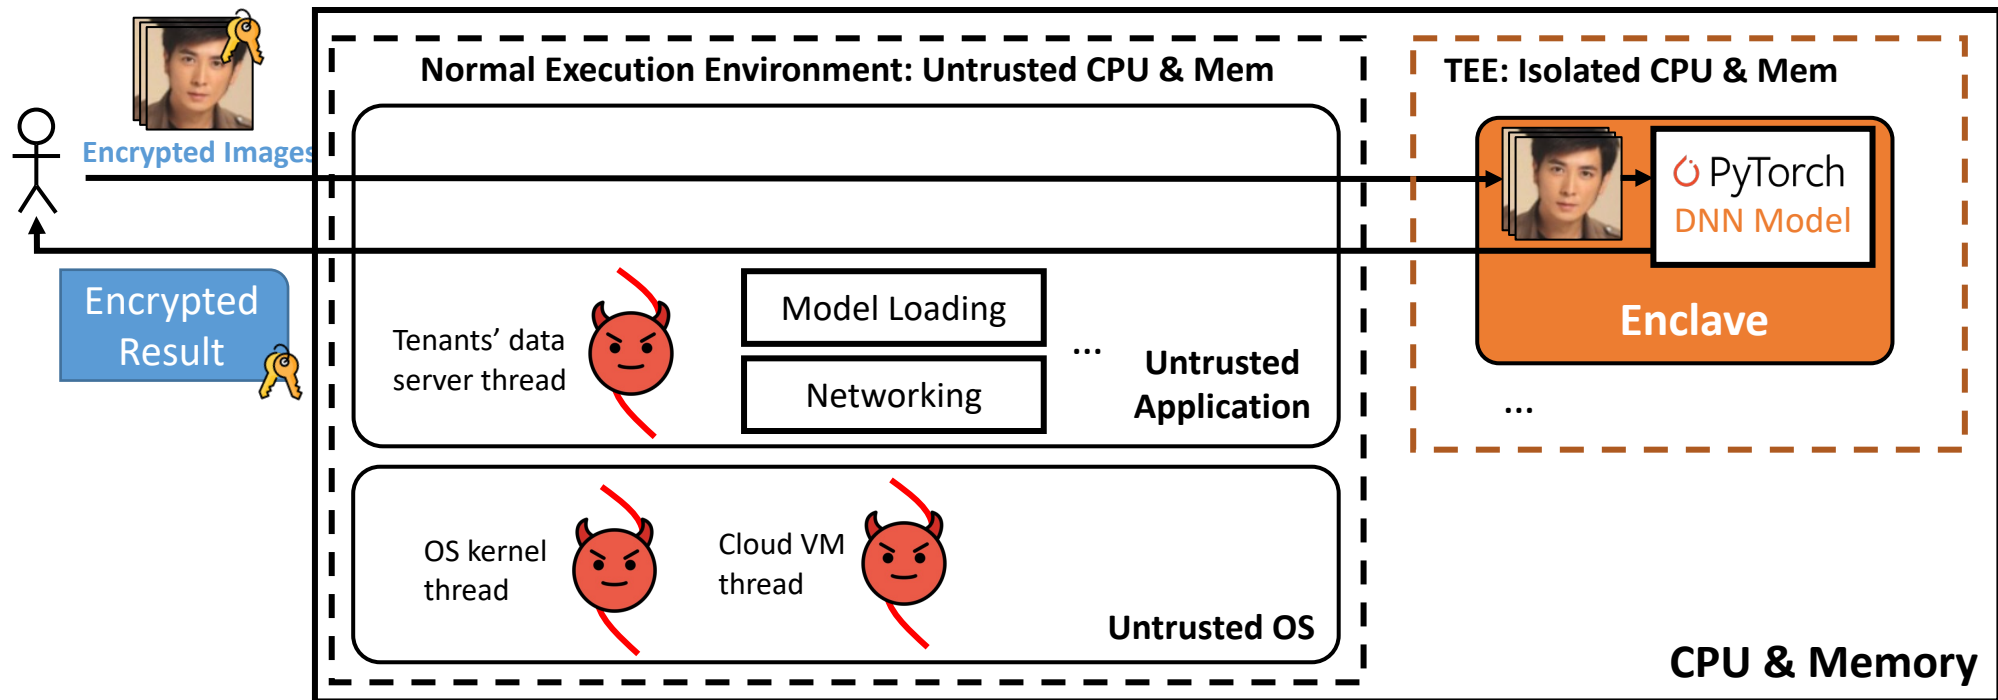 Normal Execution Environment: Untrusted CPU & Mem
TEE: Isolated CPU & Mem
Encrypted Images
PyTorch
DNN Model
Enclave
...
Encrypted
Result
Tenants' data
server thread
Model Loading
Networking
...
Untrusted
Application
OS kernel
thread
Cloud VM
thread
Untrusted OS
CPU & Memory